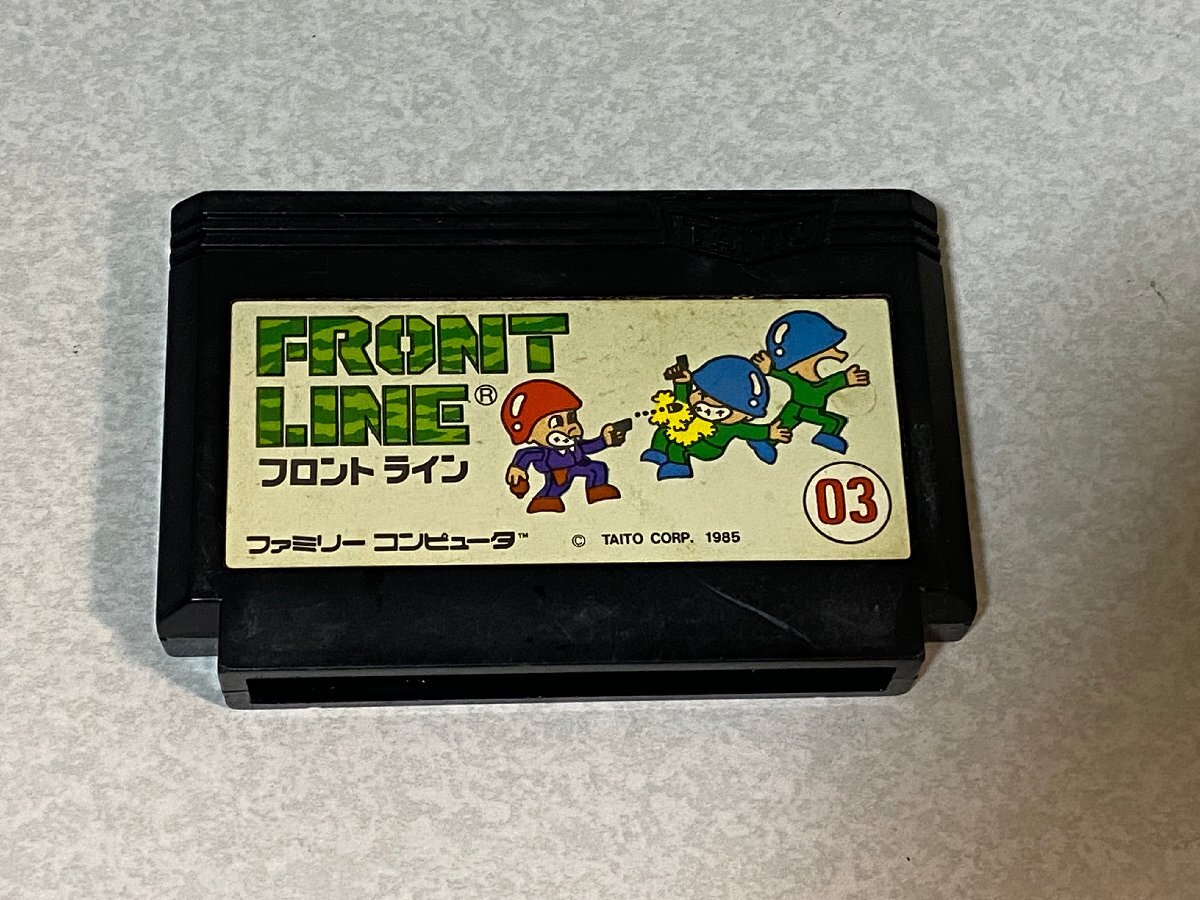 FRONT
LINE®
フロント ライン
03
ファミリー コンピュータ™
© TAITO CORP. 1985
TAITO